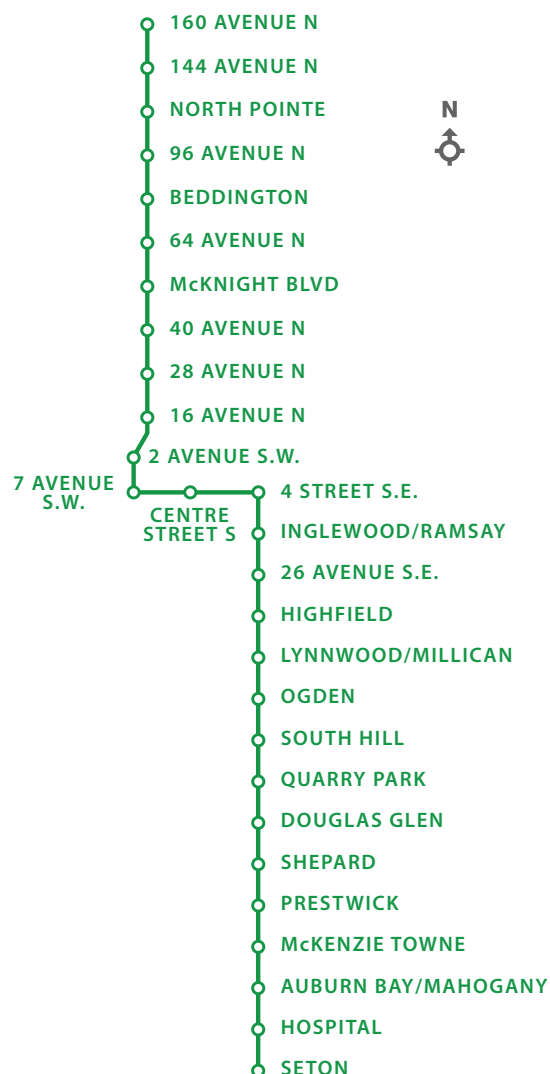 160 AVENUE N
144 AVENUE N
NORTH POINTE
N
96 AVENUE N
BEDDINGTON
64 AVENUE N
McKNIGHT BLVD
40 AVENUE N
28 AVENUE N
16 AVENUE N
2 AVENUE S.W.
7 AVENUE
S.W.
CENTRE
STREET S
4 STREET S.E.
INGLEWOOD/RAMSAY
26 AVENUE S.E.
HIGHFIELD
LYNNWOOD/MILLICAN
OGDEN
SOUTH HILL
QUARRY PARK
DOUGLAS GLEN
SHEPARD
PRESTWICK
McKENZIE TOWNE
AUBURN BAY/MAHOGANY
HOSPITAL
SETON